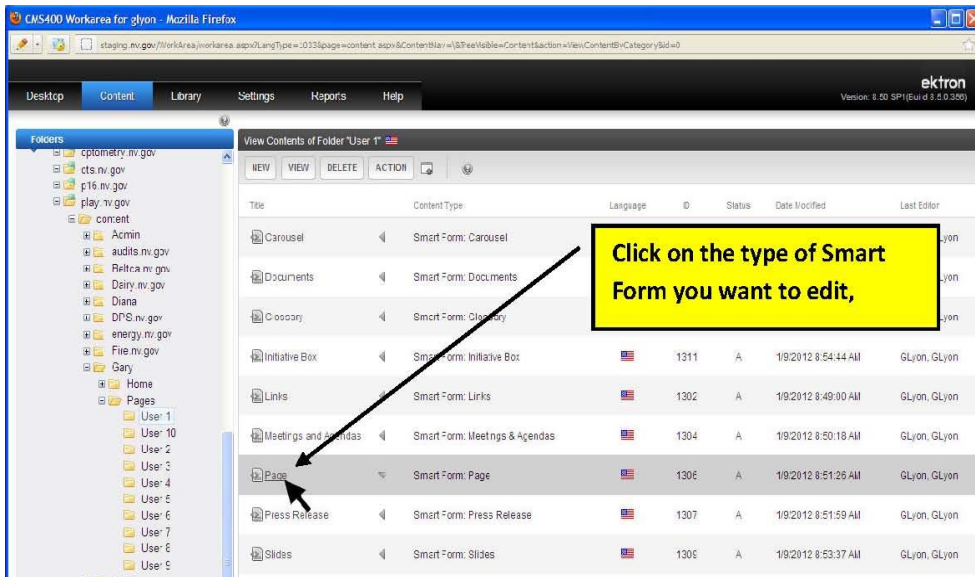 CMS400 Workarea for glyon - Mozilla Firefox
staging.nv.gov/WorkArea/workarea.aspx?LangType=1033&page=content.aspx&ContentNav=\&TreeVisible=Content&action=ViewContentByCategory&id=0
ektron
Desktop Content Library Settings Reports Help
Version: 8.50 SP1
Folders
View Contents of Folder "User 1"
NEW VIEW DELETE ACTION
Title Content Type Language ID Status Date Modified Last Editor
cptometry.nv.gov
cts.nv.gov
p16.nv.gov
play.nv.gov
content
Admin
audits.nv.gov
Dairy.nv.gov
Diana
DPS.nv.gov
energy.nv.gov
Fire.nv.gov
Gary
Home
Pages
User 1
User 10
User 2
User 3
User 4
User 5
User 6
User 7
User 8
User 9
Carousel Smart Form: Carousel
Documents Smart Form: Documents
Glossary Smart Form: Glossary
Initiative Box Smart Form: Initiative Box 1311 A 1/9/2012 8:54:44 AM GLyon, GLyon
Links Smart Form: Links 1302 A 1/9/2012 8:49:00 AM GLyon, GLyon
Meetings and Agendas Smart Form: Meetings & Agendas 1304 A 1/9/2012 8:50:18 AM GLyon, GLyon
Page Smart Form: Page 1306 A 1/9/2012 8:51:26 AM GLyon, GLyon
Press Release Smart Form: Press Release 1307 A 1/9/2012 8:51:59 AM GLyon, GLyon
Slides Smart Form: Slides 1309 A 1/9/2012 8:53:37 AM GLyon, GLyon
Click on the type of Smart
Form you want to edit,